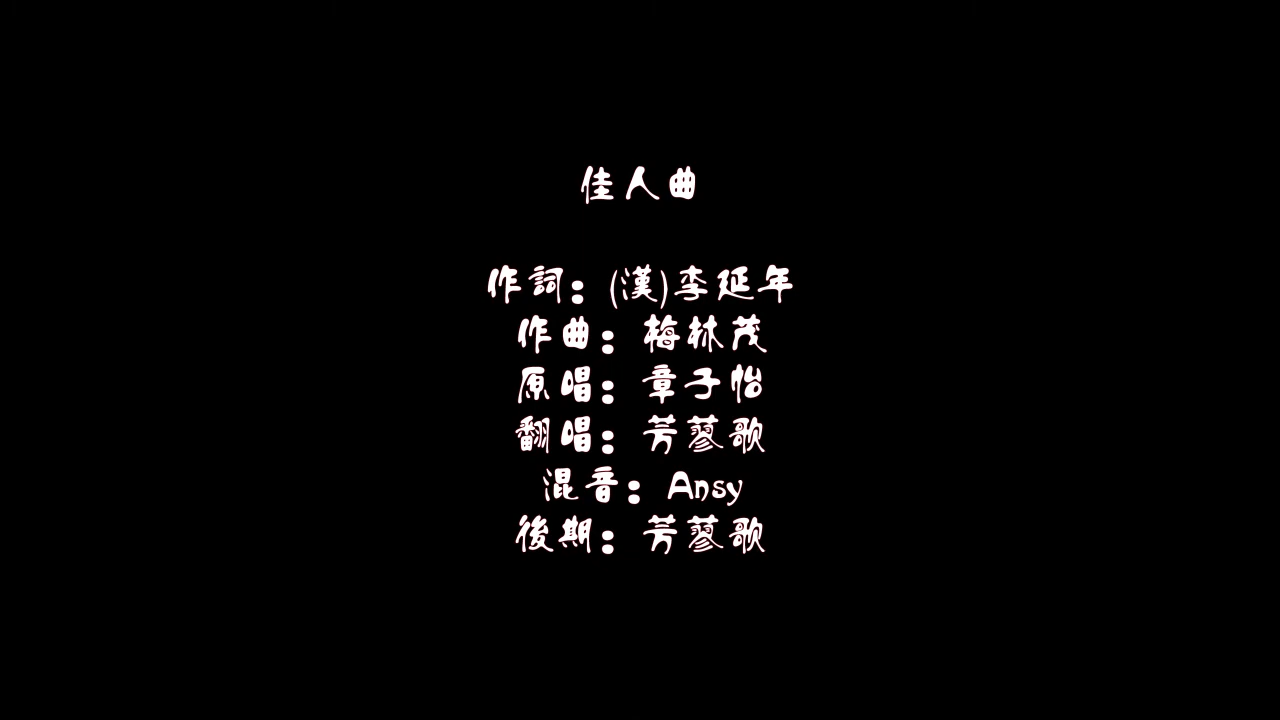 佳人曲
作詞：(漢)李延年
作曲：梅林茂
原唱：章子怡
翻唱：芳蓼歌
混音：Ansy
後期：芳蓼歌